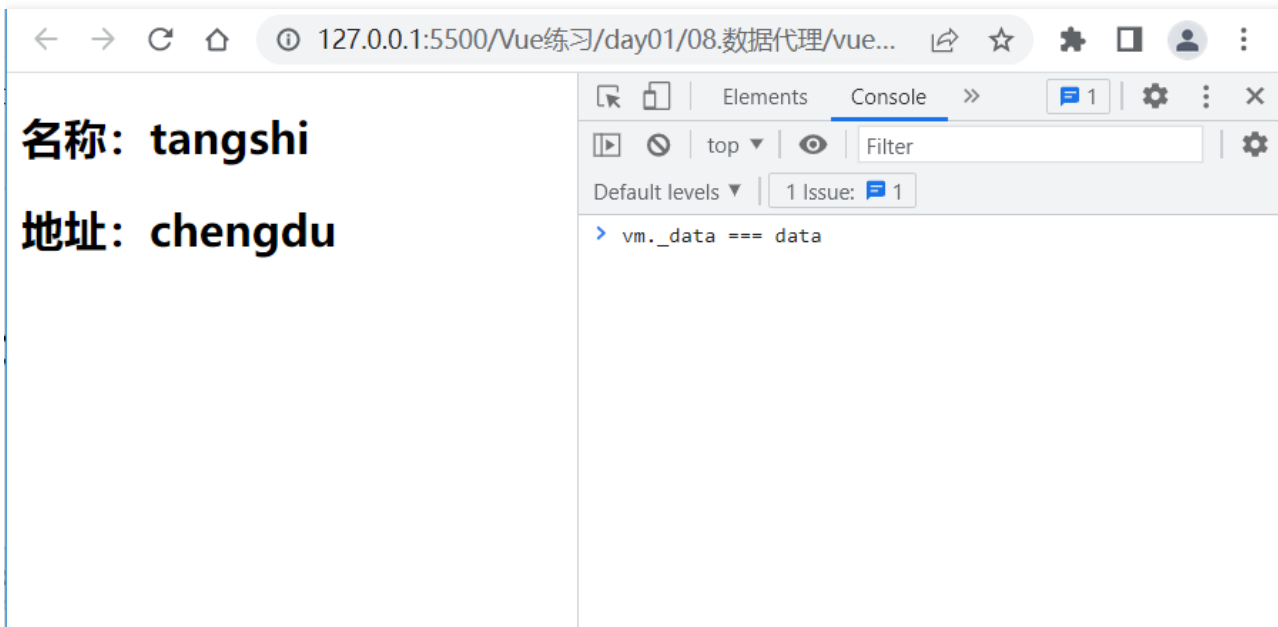 127.0.0.1:5500/Vue练习/day01/08.数据代理/vue...
Elements Console 1
top Filter
Default levels 1 Issue: 1
vm._data === data
名称：tangshi
地址：chengdu